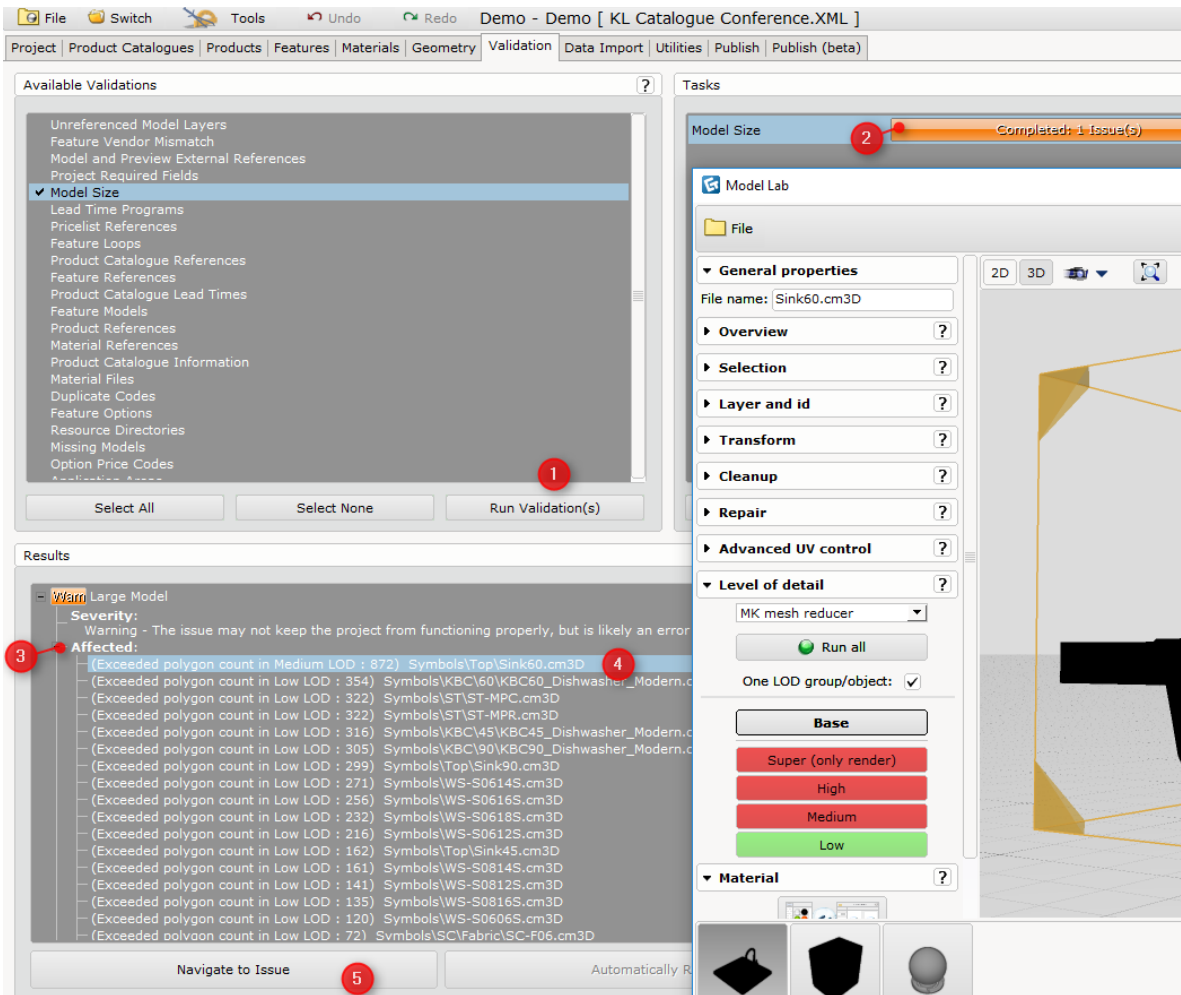 File Switch Tools Undo Redo Demo - Demo [ KL Catalogue Conference.XML ]
Project Product Catalogues Products Features Materials Geometry Validation Data Import Utilities Publish Publish (beta)
Available Validations ?
Unreferenced Model Layers
Feature Vendor Mismatch
Model and Preview External References
Project Required Fields
Model Size
Lead Time Programs
Pricelist References
Feature Loops
Product Catalogue References
Feature References
Product Catalogue Lead Times
Feature Models
Product References
Material References
Product Catalogue Information
Material Files
Duplicate Codes
Feature Options
Resource Directories
Missing Models
Option Price Codes
Application Areas
1
Select All Select None Run Validation(s)
Tasks
Model Size 2 Completed: 1 Issue(s)
Results
Warn Large Model
Severity:
Warning - The issue may not keep the project from functioning properly, but is likely an error
3 Affected:
(Exceeded polygon count in Medium LOD : 872) Symbols\Top\Sink60.cm3D 4
(Exceeded polygon count in Low LOD : 354) Symbols\KBC\60\KBC60_Dishwasher_Modern.c
(Exceeded polygon count in Low LOD : 322) Symbols\ST\ST-MPC.cm3D
(Exceeded polygon count in Low LOD : 322) Symbols\ST\ST-MPR.cm3D
(Exceeded polygon count in Low LOD : 316) Symbols\KBC\45\KBC45_Dishwasher_Modern.c
(Exceeded polygon count in Low LOD : 305) Symbols\KBC\90\KBC90_Dishwasher_Modern.c
(Exceeded polygon count in Low LOD : 299) Symbols\Top\Sink90.cm3D
(Exceeded polygon count in Low LOD : 271) Symbols\WS-S0614S.cm3D
(Exceeded polygon count in Low LOD : 256) Symbols\WS-S0616S.cm3D
(Exceeded polygon count in Low LOD : 232) Symbols\WS-S0618S.cm3D
(Exceeded polygon count in Low LOD : 216) Symbols\WS-S0612S.cm3D
(Exceeded polygon count in Low LOD : 162) Symbols\Top\Sink45.cm3D
(Exceeded polygon count in Low LOD : 161) Symbols\WS-S0814S.cm3D
(Exceeded polygon count in Low LOD : 141) Symbols\WS-S0812S.cm3D
(Exceeded polygon count in Low LOD : 135) Symbols\WS-S0816S.cm3D
(Exceeded polygon count in Low LOD : 120) Symbols\WS-S0606S.cm3D
(Exceeded polygon count in Low LOD : 72) Symbols\SC\Fabric\SC-F06.cm3D
Navigate to Issue 5 Automatically R
Model Lab
File
General properties
File name: Sink60.cm3D
Overview ?
Selection ?
Layer and id ?
Transform ?
Cleanup ?
Repair ?
Advanced UV control ?
Level of detail ?
MK mesh reducer
Run all
One LOD group/object:
Base
Super (only render)
High
Medium
Low
Material ?
2D 3D